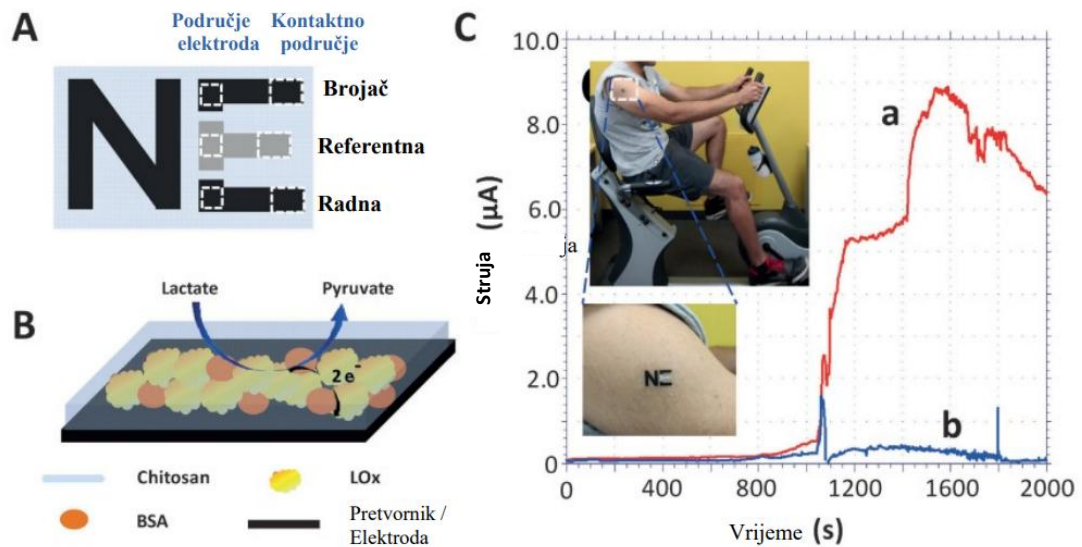 A
Područje elektroda
Kontaktno područje
N
Brojač
Referentna
Radna
B
Lactate
Pyruvate
2 e⁻
Chitosan
LOx
BSA
Pretvornik /
Elektroda
C
10.0
8.0
6.0
4.0
2.0
0
Struja (µA)
ja
a
b
NE
0
400
800
1200
1600
2000
Vrijeme (s)